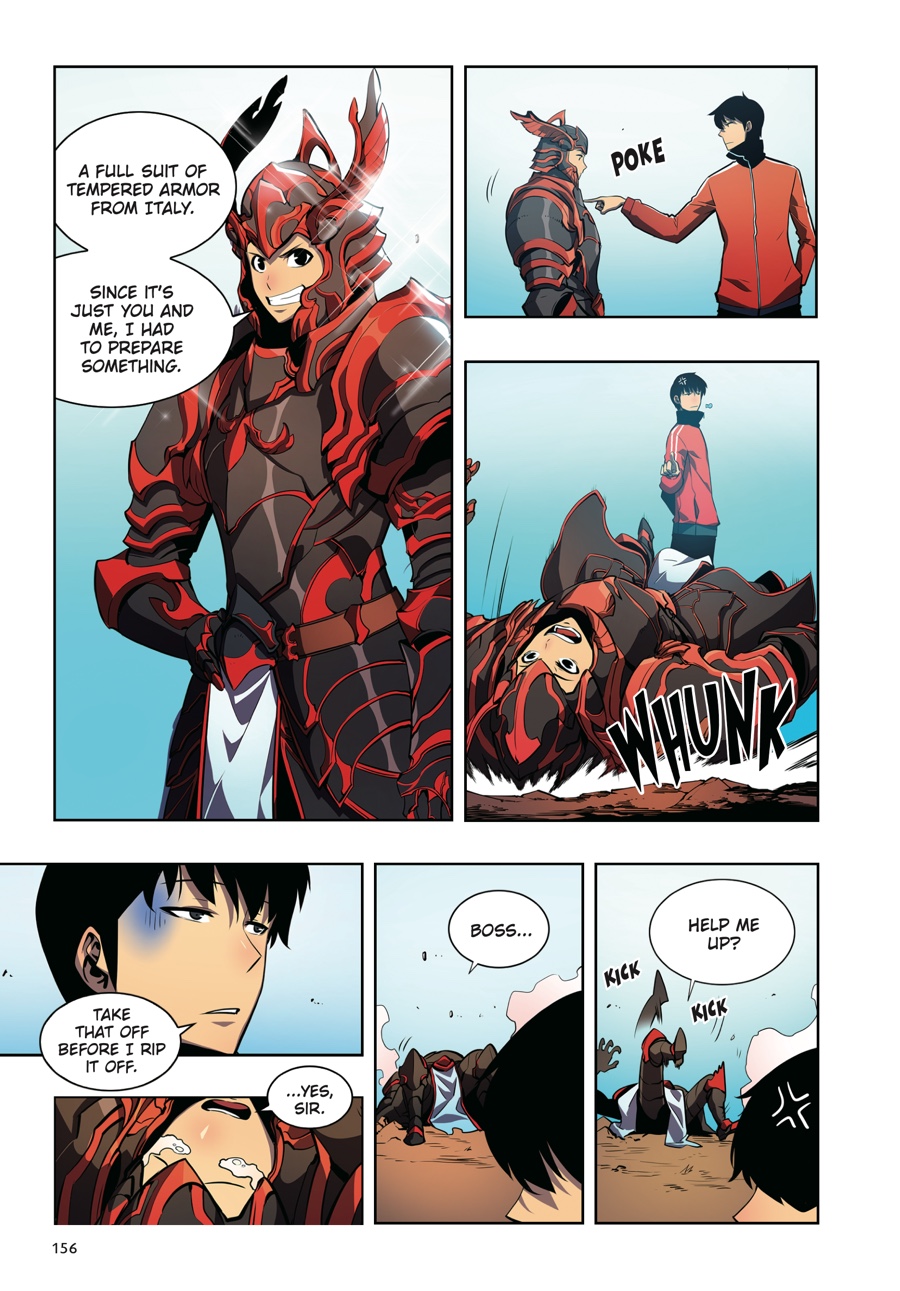 A FULL SUIT OF
TEMPERED ARMOR
FROM ITALY.
SINCE IT'S
JUST YOU AND
ME, I HAD
TO PREPARE
SOMETHING.
POKE
WHUNK
TAKE
THAT OFF
BEFORE I RIP
IT OFF.
...YES,
SIR.
BOSS...
HELP ME
UP?
KICK
KICK
156